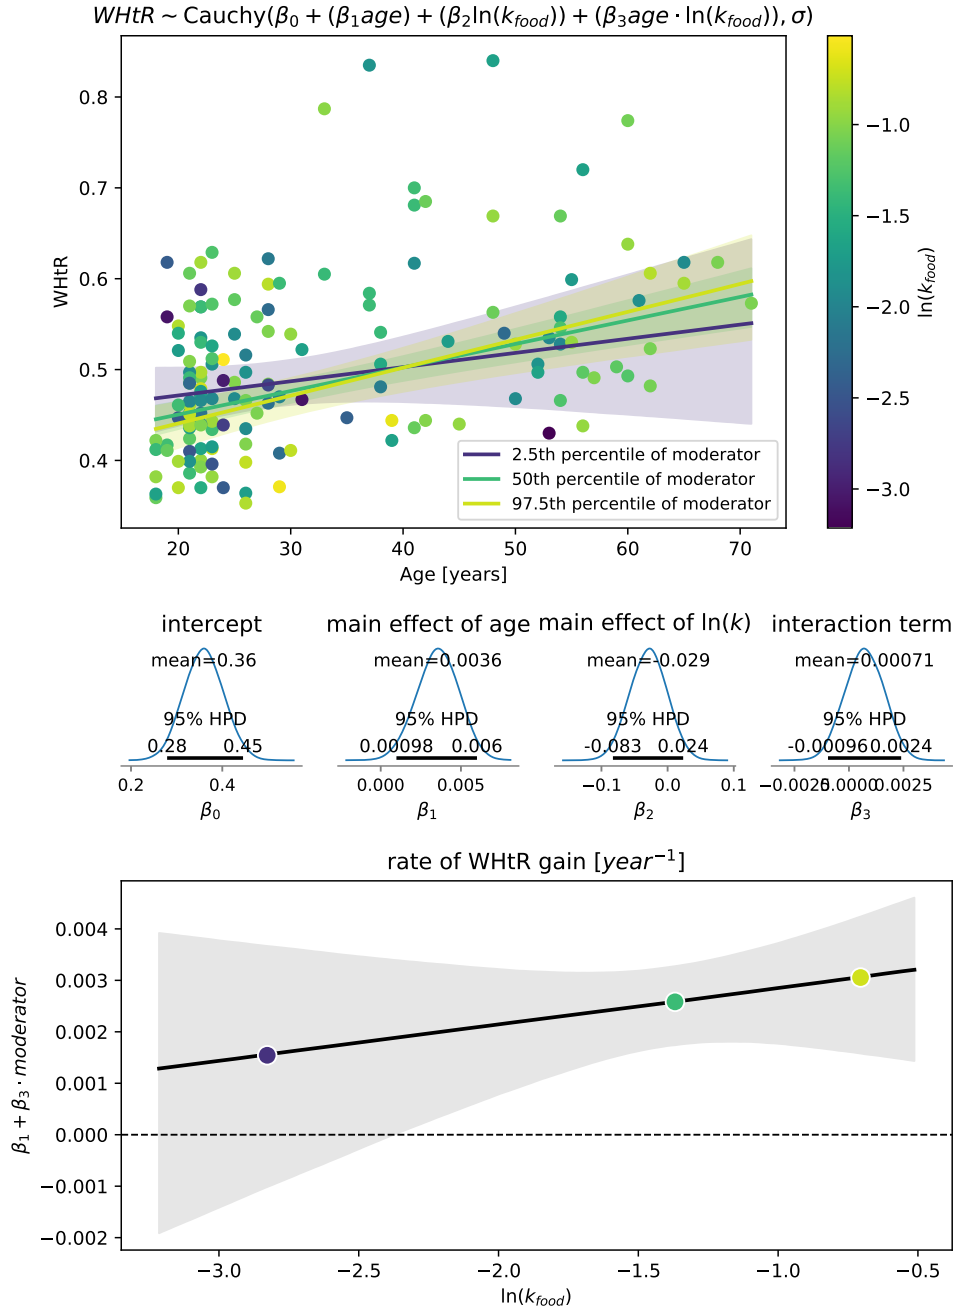 WHtR ~ Cauchy(β₀ + (β₁age) + (β₂ln(k_food)) + (β₃age · ln(k_food)), σ)
WHtR
0.8
0.7
0.6
0.5
0.4
20
30
40
50
60
70
Age [years]
2.5th percentile of moderator
50th percentile of moderator
97.5th percentile of moderator
−1.0
−1.5
−2.0
−2.5
−3.0
ln(k_food)
intercept
mean=0.36
95% HPD
0.28 0.45
0.2 0.4
β₀
main effect of age
mean=0.0036
95% HPD
0.00098 0.006
0.000 0.005
β₁
main effect of ln(k)
mean=-0.029
95% HPD
-0.083 0.024
−0.1 0.0 0.1
β₂
interaction term
mean=0.00071
95% HPD
-0.00096 0.0024
−0.0025 0.0000 0.0025
β₃
rate of WHtR gain [year⁻¹]
β₁ + β₃ · moderator
0.004
0.003
0.002
0.001
0.000
−0.001
−0.002
−3.0
−2.5
−2.0
−1.5
−1.0
−0.5
ln(k_food)